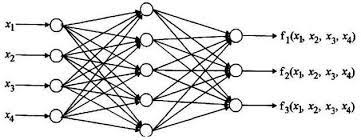 x₁
x₂
x₃
x₄
f₁(x₁, x₂, x₃, x₄)
f₂(x₁, x₂, x₃, x₄)
f₃(x₁, x₂, x₃, x₄)